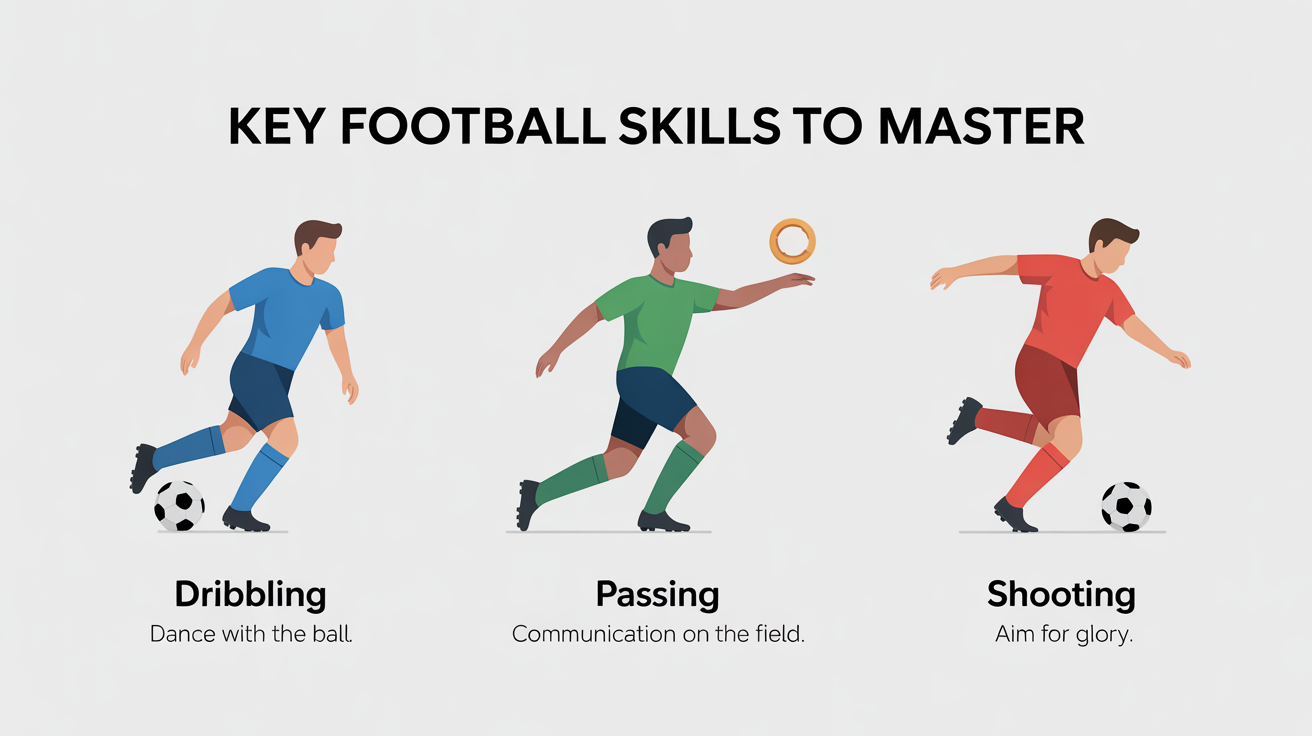 KEY FOOTBALL SKILLS TO MASTER
Dribbling
Dance with the ball.
Passing
Communication on the field.
Shooting
Aim for glory.